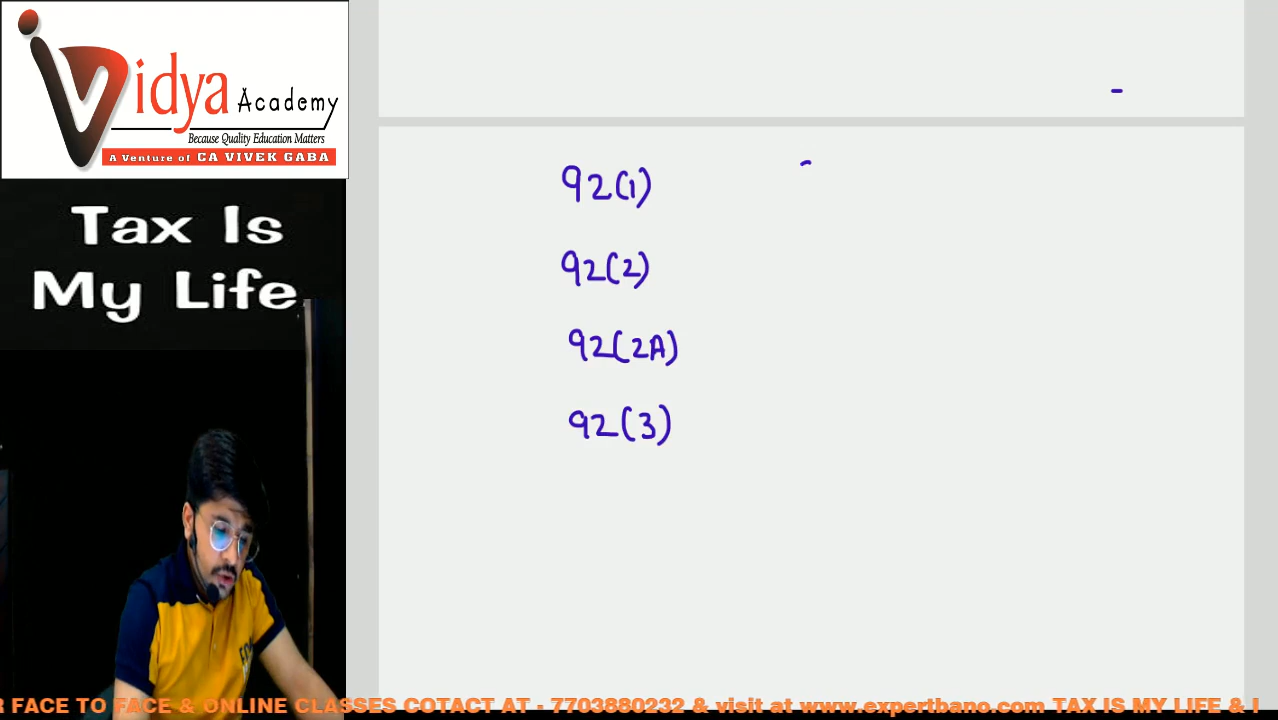 Vidya Academy
Because Quality Education Matters
A Venture of CA VIVEK GABA
Tax Is
My Life
92(1)
92(2)
92(2A)
92(3)
R FACE TO FACE & ONLINE CLASSES COTACT AT - 7703880232 & visit at www.expertbano.com TAX IS MY LIFE & I